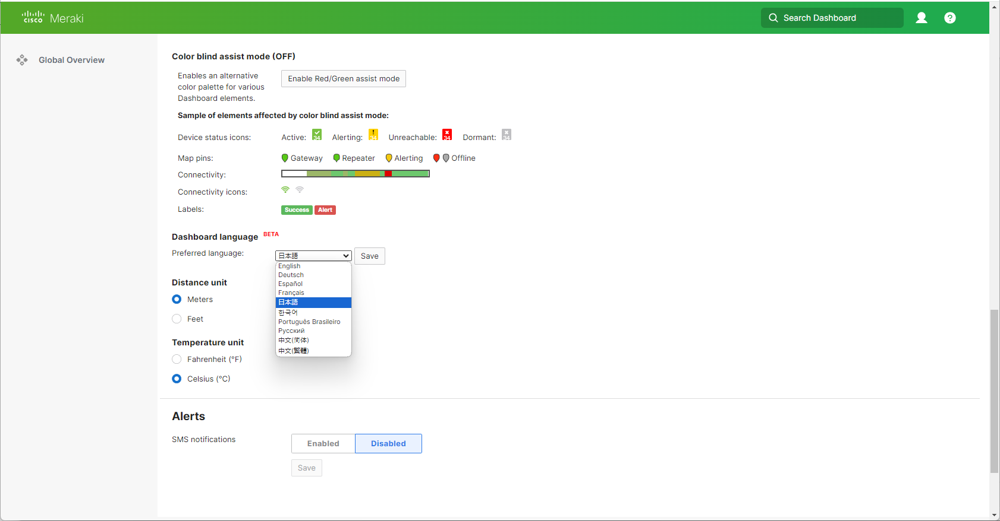 cisco Meraki
Search Dashboard
?
Global Overview
Color blind assist mode (OFF)
Enables an alternative
color palette for various
Dashboard elements.
Enable Red/Green assist mode
Sample of elements affected by color blind assist mode:
Device status icons:
Active: 34 Alerting: ! 34 Unreachable: 34 Dormant: 34
Map pins:
Gateway Repeater Alerting Offline
Connectivity:
Connectivity icons:
Labels:
Success Alert
Dashboard language BETA
Preferred language:
日本語
Save
English
Deutsch
Español
Français
日本語
한국어
Português Brasileiro
Русский
中文(简体)
中文(繁體)
Distance unit
Meters
Feet
Temperature unit
Fahrenheit (°F)
Celsius (°C)
Alerts
SMS notifications
Enabled Disabled
Save